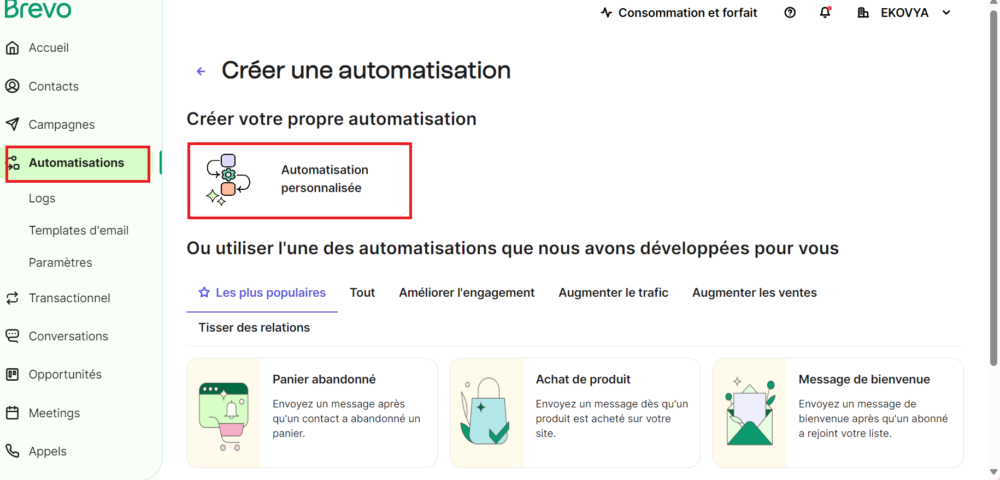 Brevo
Consommation et forfait
EKOVYA
Accueil
Contacts
Campagnes
Automatisations
Logs
Templates d'email
Paramètres
Transactionnel
Conversations
Opportunités
Meetings
Appels
Créer une automatisation
Créer votre propre automatisation
Automatisation
personnalisée
Ou utiliser l'une des automatisations que nous avons développées pour vous
Les plus populaires
Tout
Améliorer l'engagement
Augmenter le trafic
Augmenter les ventes
Tisser des relations
Panier abandonné
Envoyez un message après
qu'un contact a abandonné un
panier.
Achat de produit
Envoyez un message dès qu'un
produit est acheté sur votre
site.
Message de bienvenue
Envoyez un message de
bienvenue après qu'un abonné
a rejoint votre liste.